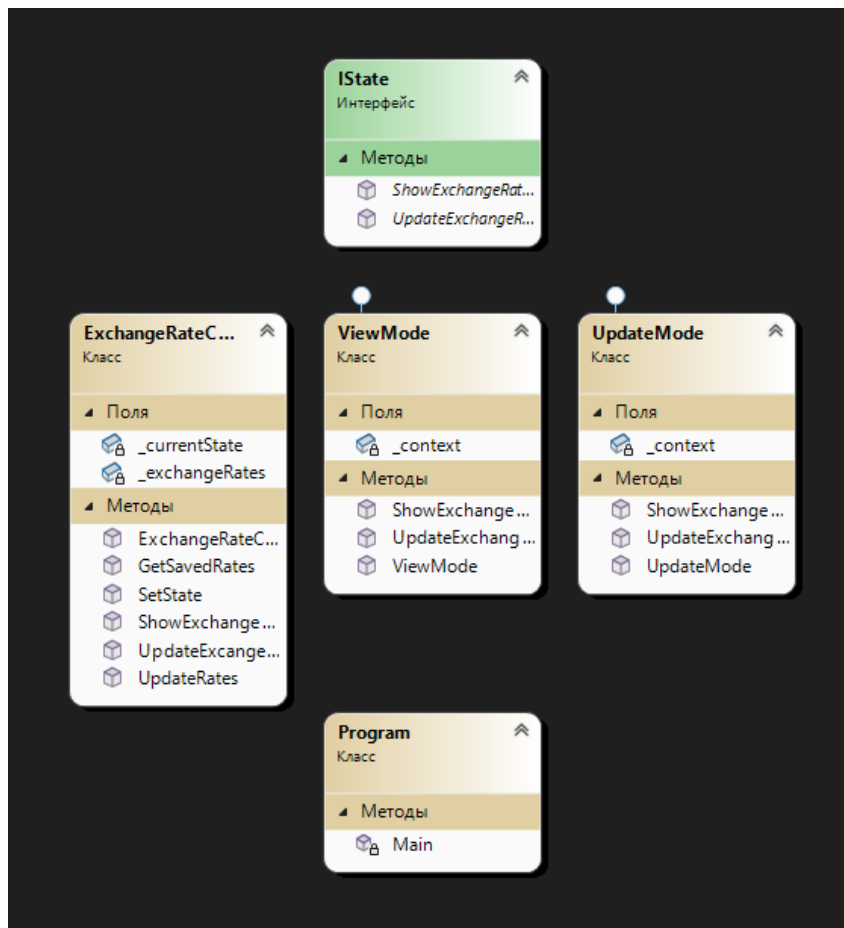 IState
Интерфейс
Методы
ShowExchangeRat...
UpdateExchangeR...
ExchangeRateC...
Класс
Поля
_currentState
_exchangeRates
Методы
ExchangeRateC...
GetSavedRates
SetState
ShowExchange...
UpdateExcange...
UpdateRates
ViewMode
Класс
Поля
_context
Методы
ShowExchange...
UpdateExchang...
ViewMode
UpdateMode
Класс
Поля
_context
Методы
ShowExchange...
UpdateExchang...
UpdateMode
Program
Класс
Методы
Main